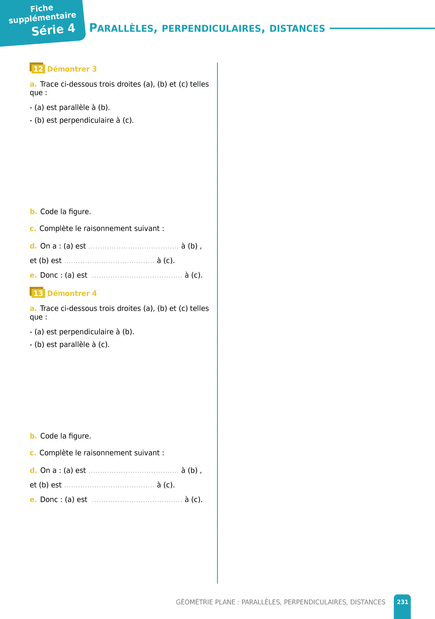 Fiche
supplémentaire
Série 4
PARALLÈLES, PERPENDICULAIRES, DISTANCES
12 Démontrer 3
a. Trace ci-dessous trois droites (a), (b) et (c) telles
que :
- (a) est parallèle à (b).
- (b) est perpendiculaire à (c).
b. Code la figure.
c. Complète le raisonnement suivant :
d. On a : (a) est ........................................ à (b) ,
et (b) est ........................................ à (c).
e. Donc : (a) est ........................................ à (c).
13 Démontrer 4
a. Trace ci-dessous trois droites (a), (b) et (c) telles
que :
- (a) est perpendiculaire à (b).
- (b) est parallèle à (c).
b. Code la figure.
c. Complète le raisonnement suivant :
d. On a : (a) est ........................................ à (b) ,
et (b) est ........................................ à (c).
e. Donc : (a) est ........................................ à (c).
GÉOMÉTRIE PLANE : PARALLÈLES, PERPENDICULAIRES, DISTANCES 231